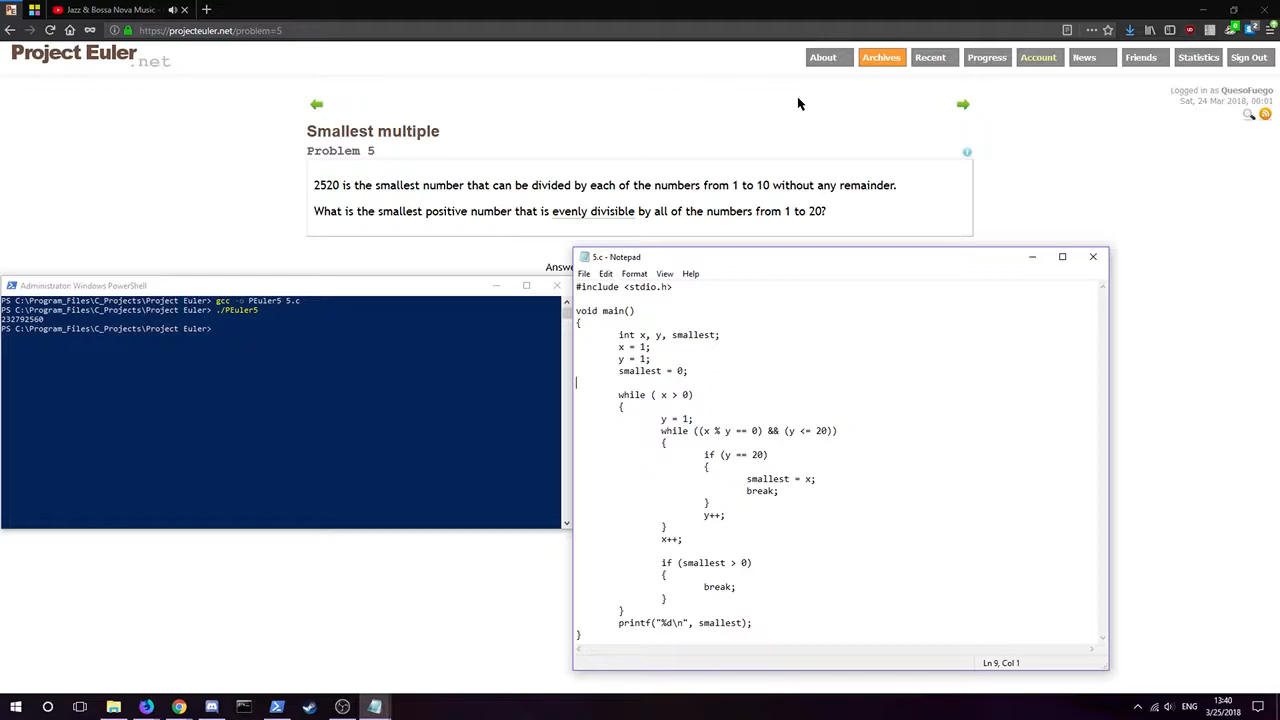 Jazz & Bossa Nova Music -
https://projecteuler.net/problem=5
Project Euler
.net
About
Archives
Recent
Progress
Account
News
Friends
Statistics
Sign Out
Logged in as QuesoFuego
Sat, 24 Mar 2018, 00:01
Smallest multiple
Problem 5
2520 is the smallest number that can be divided by each of the numbers from 1 to 10 without any remainder.
What is the smallest positive number that is evenly divisible by all of the numbers from 1 to 20?
Answe
Administrator: Windows PowerShell
PS C:\Program_Files\C_Projects\Project Euler> gcc -o PEuler5 5.c
PS C:\Program_Files\C_Projects\Project Euler> ./PEuler5
232792560
PS C:\Program_Files\C_Projects\Project Euler>
5.c - Notepad
File Edit Format View Help
#include <stdio.h>
void main()
{
int x, y, smallest;
x = 1;
y = 1;
smallest = 0;
while ( x > 0)
{
y = 1;
while ((x % y == 0) && (y <= 20))
{
if (y == 20)
{
smallest = x;
break;
}
y++;
}
x++;
if (smallest > 0)
{
break;
}
}
printf("%d\n", smallest);
}
Ln 9, Col 1
ENG
13:40
3/25/2018